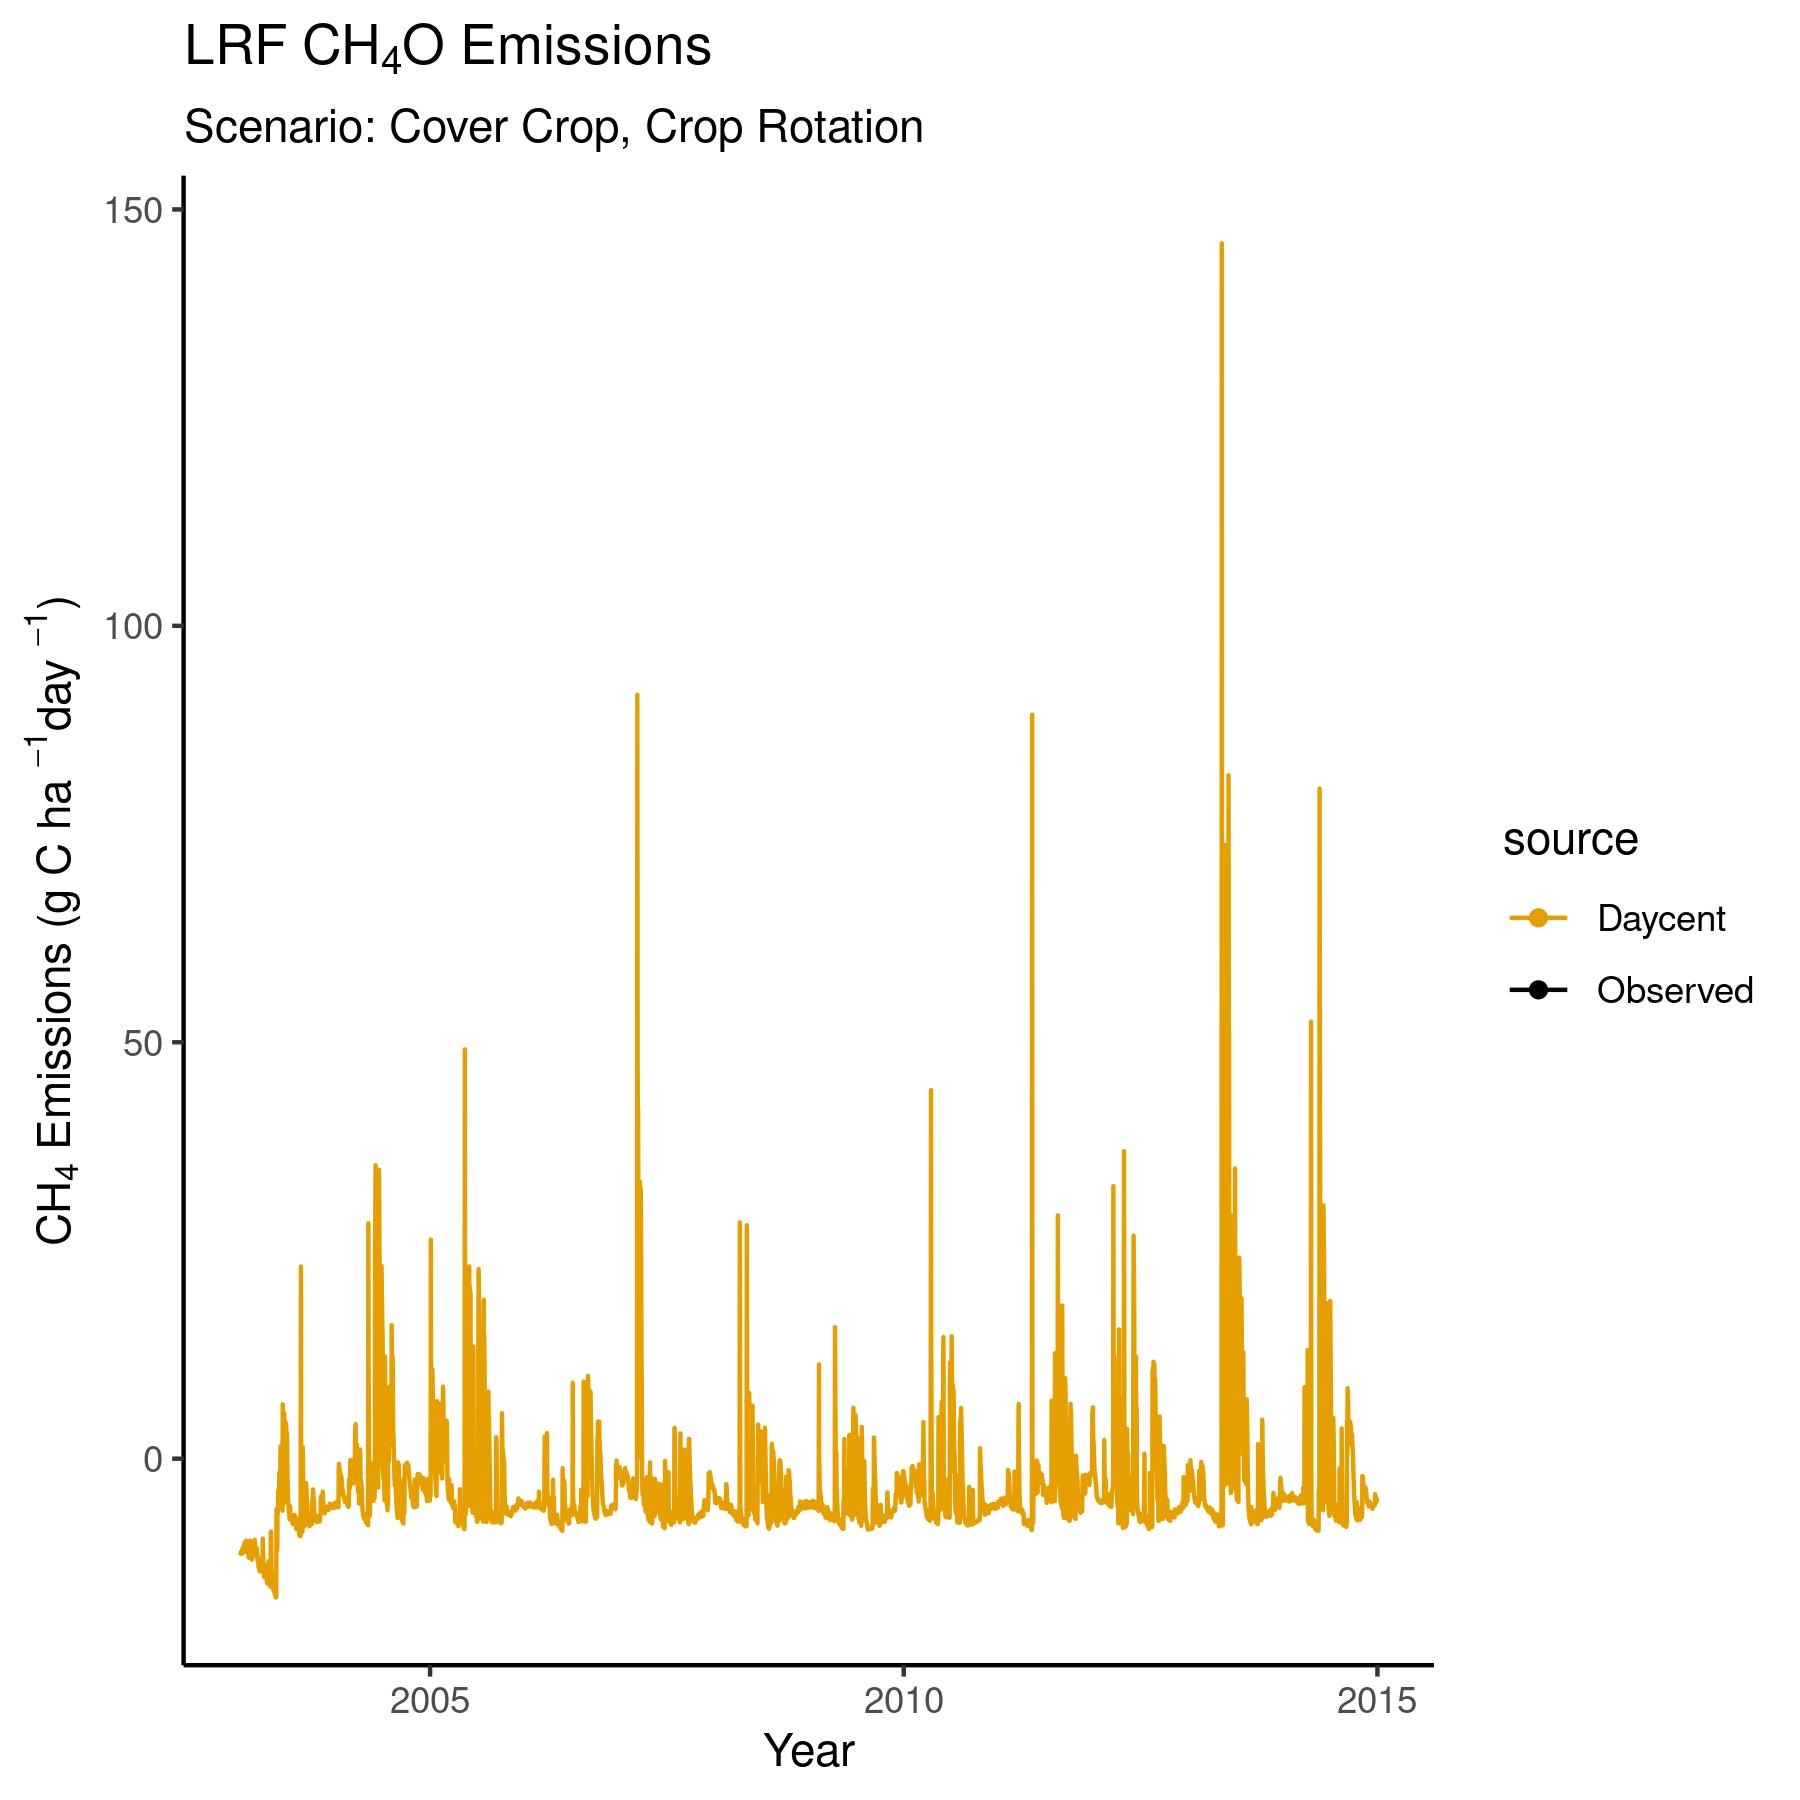 LRF CH₄O Emissions
Scenario: Cover Crop, Crop Rotation
CH₄ Emissions (g C ha ⁻¹day ⁻¹)
150
100
50
0
2005 2010 2015
Year
source
Daycent
Observed